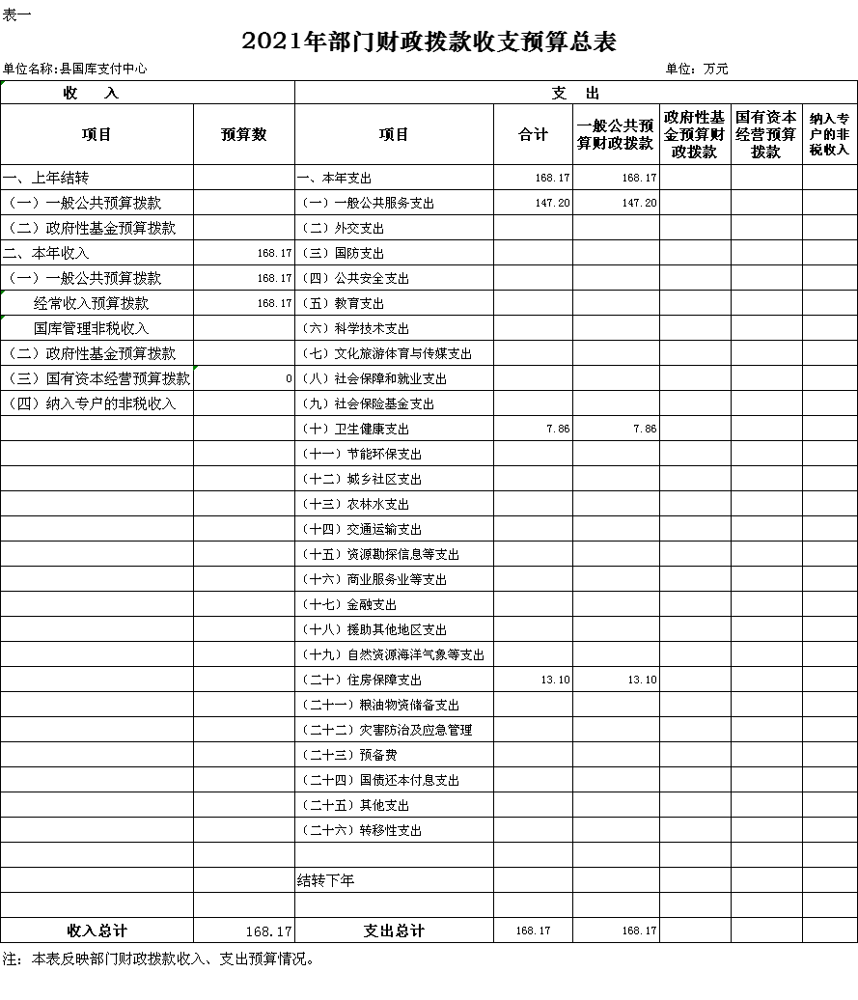 表一
2021年部门财政拨款收支预算总表
单位名称:县国库支付中心 单位：万元
收 入 支 出
项目 预算数 项目 合计 一般公共预算财政拨款 政府性基金预算财政拨款 国有资本经营预算拨款 纳入专户的非税收入
一、上年结转 一、本年支出 168.17 168.17
（一）一般公共预算拨款 （一）一般公共服务支出 147.20 147.20
（二）政府性基金预算拨款 （二）外交支出
二、本年收入 168.17 （三）国防支出
（一）一般公共预算拨款 168.17 （四）公共安全支出
经常收入预算拨款 168.17 （五）教育支出
国库管理非税收入 （六）科学技术支出
（二）政府性基金预算拨款 （七）文化旅游体育与传媒支出
（三）国有资本经营预算拨款 0 （八）社会保障和就业支出
（四）纳入专户的非税收入 （九）社会保险基金支出
（十）卫生健康支出 7.86 7.86
（十一）节能环保支出
（十二）城乡社区支出
（十三）农林水支出
（十四）交通运输支出
（十五）资源勘探信息等支出
（十六）商业服务业等支出
（十七）金融支出
（十八）援助其他地区支出
（十九）自然资源海洋气象等支出
（二十）住房保障支出 13.10 13.10
（二十一）粮油物资储备支出
（二十二）灾害防治及应急管理
（二十三）预备费
（二十四）国债还本付息支出
（二十五）其他支出
（二十六）转移性支出
结转下年
收入总计 168.17 支出总计 168.17 168.17
注：本表反映部门财政拨款收入、支出预算情况。